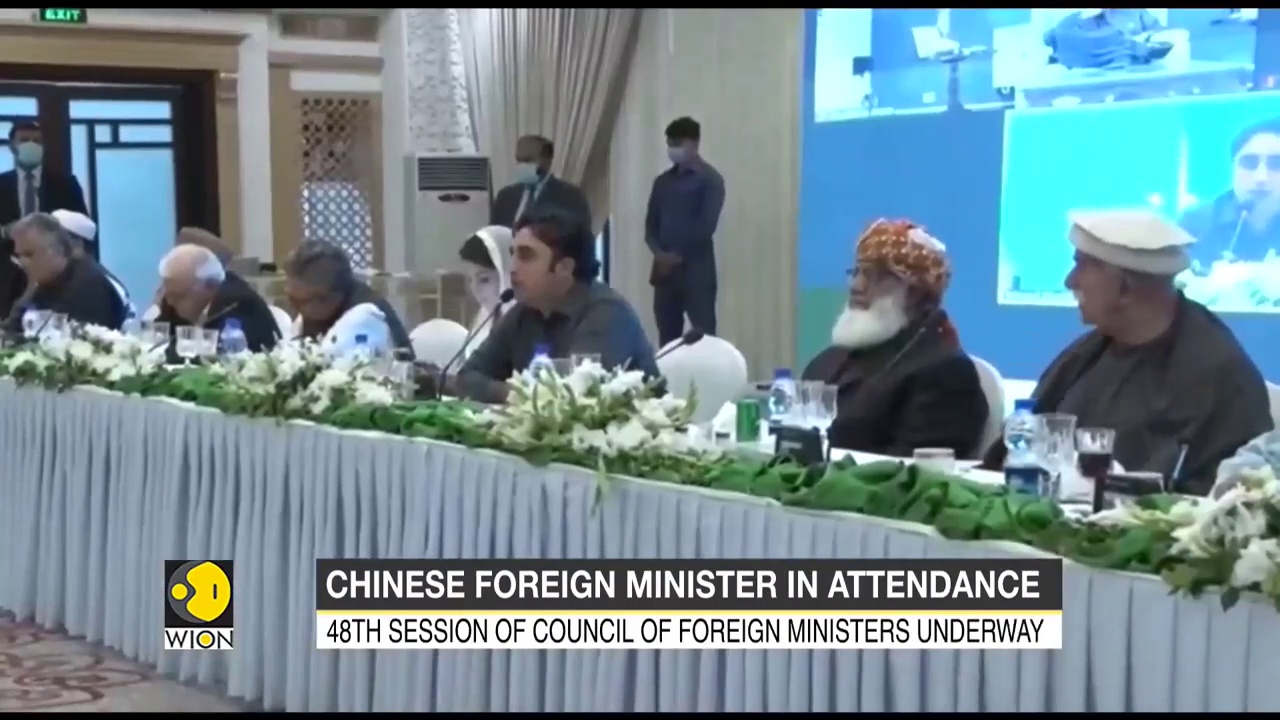 EXIT
CHINESE FOREIGN MINISTER IN ATTENDANCE
48TH SESSION OF COUNCIL OF FOREIGN MINISTERS UNDERWAY
WION